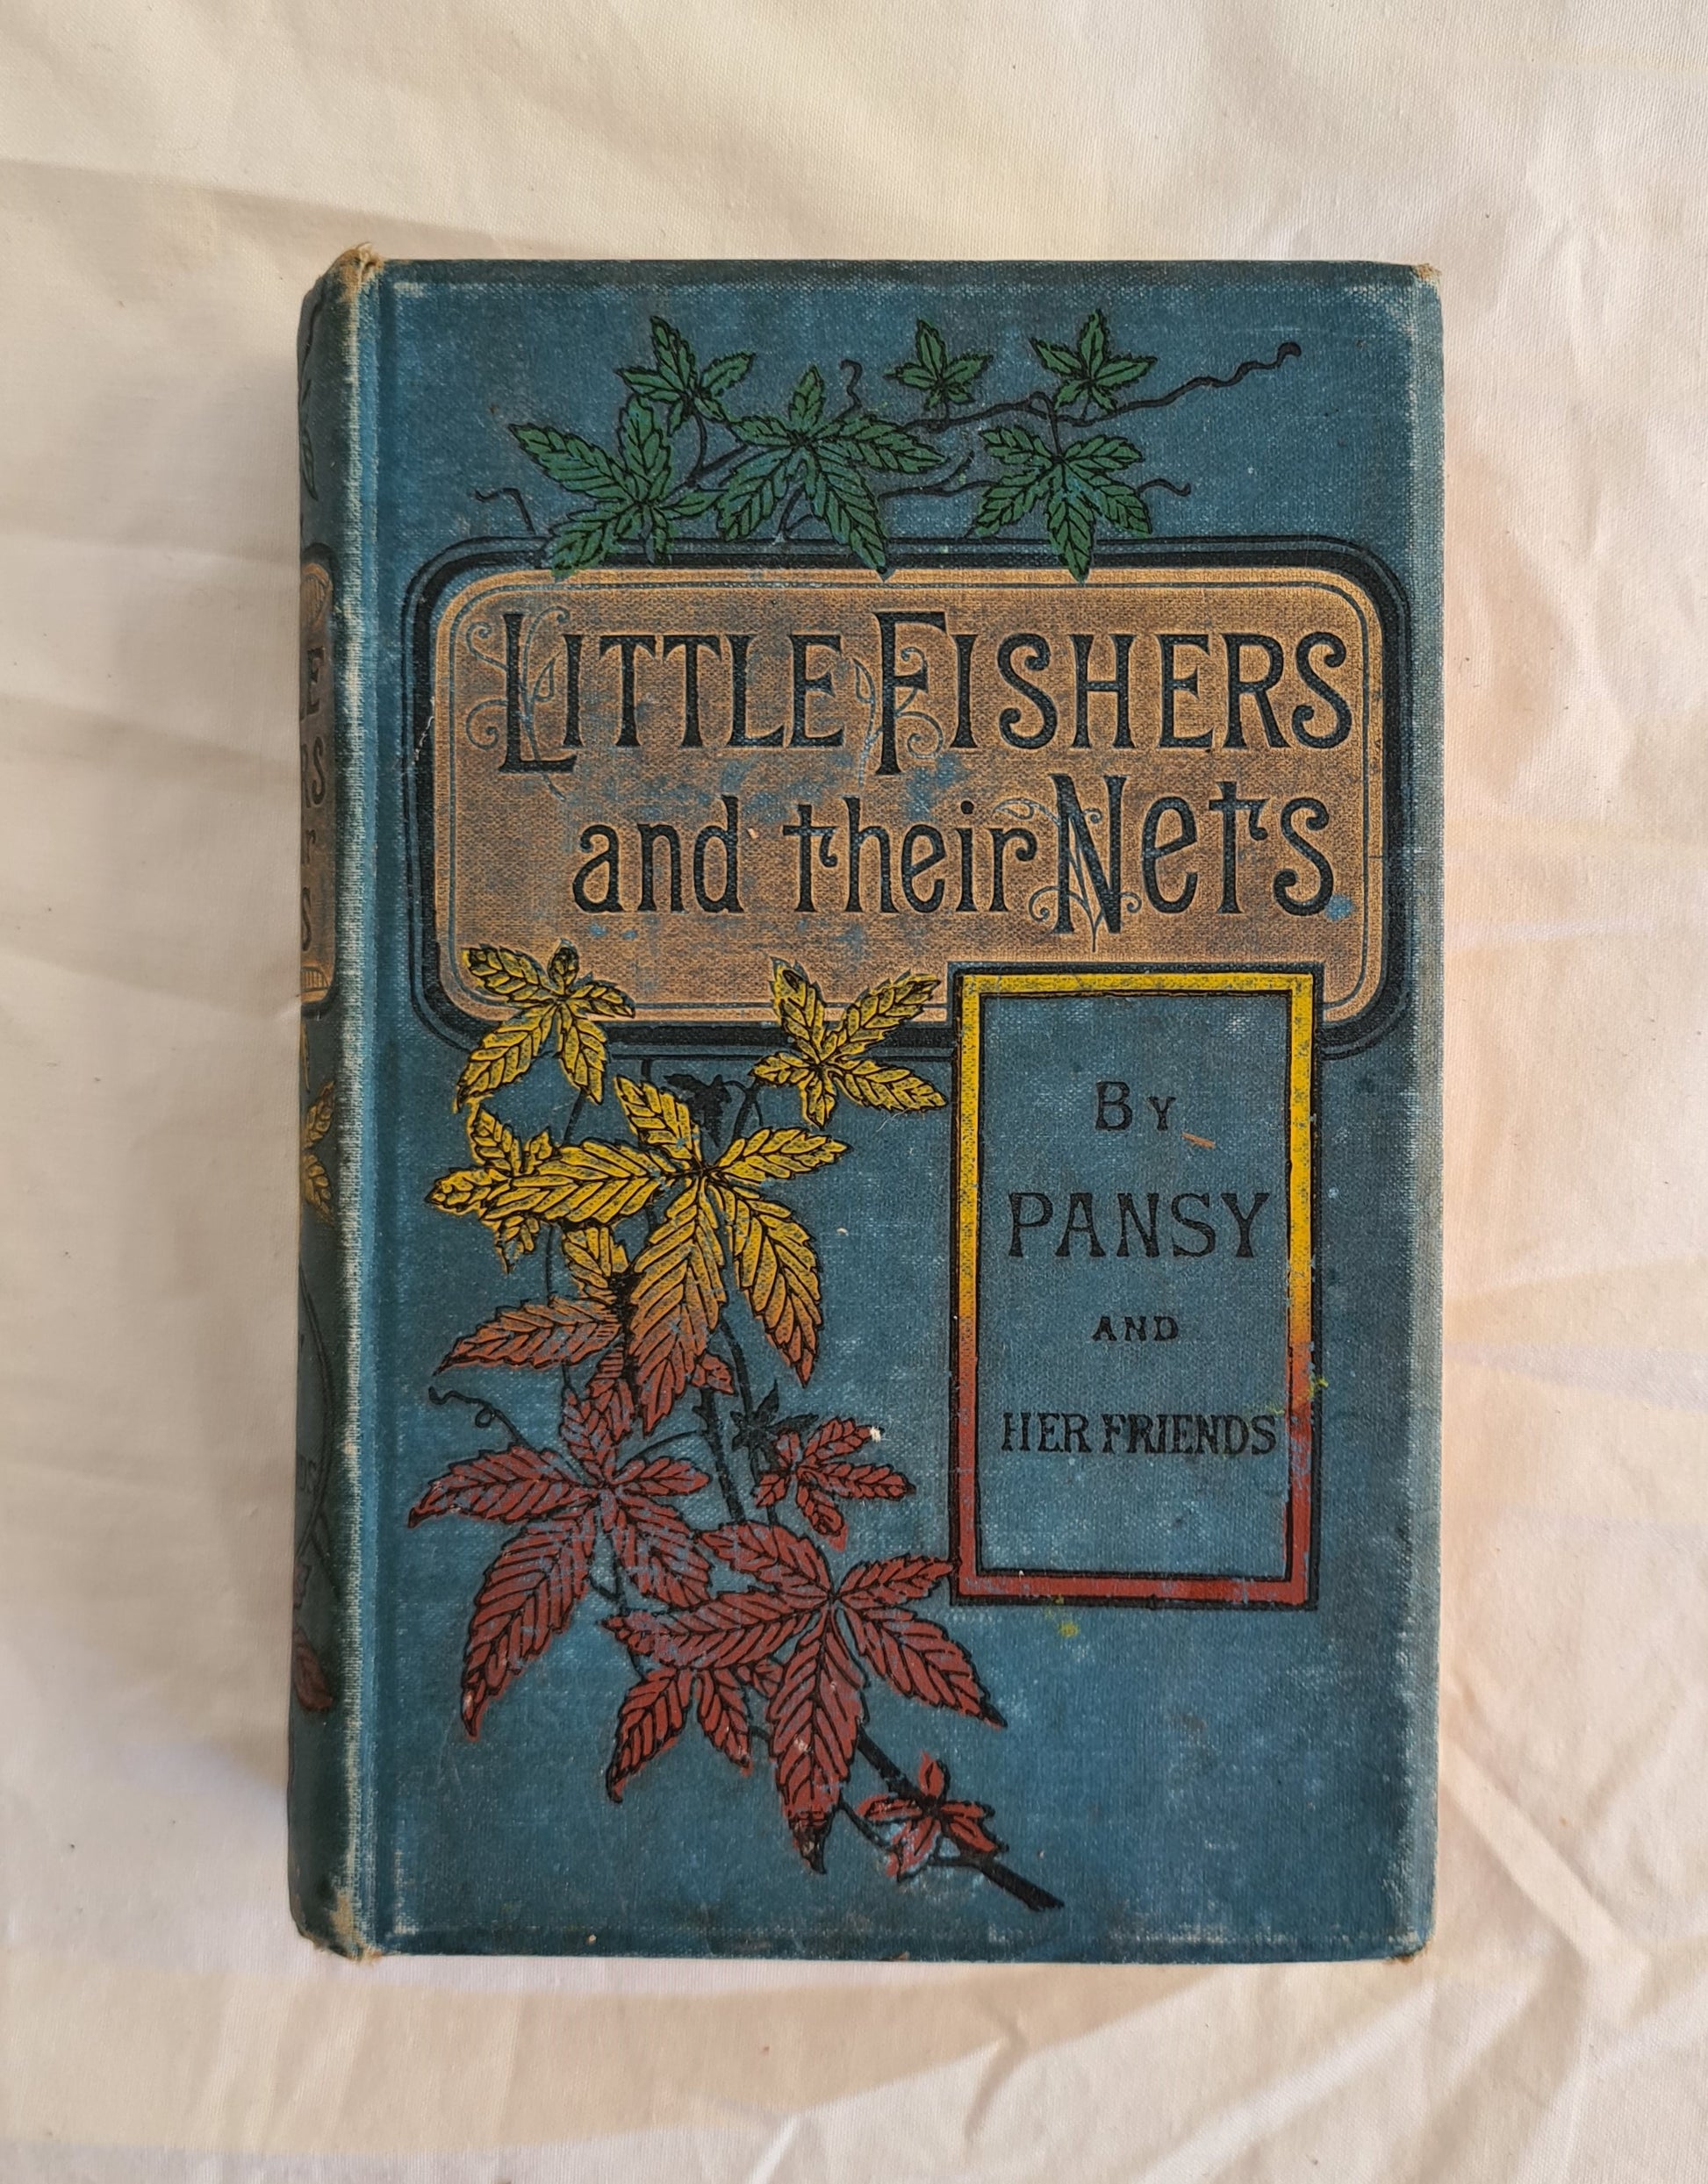 LITTLE FISHERS
and their Nets
By
PANSY
AND
HER FRIENDS